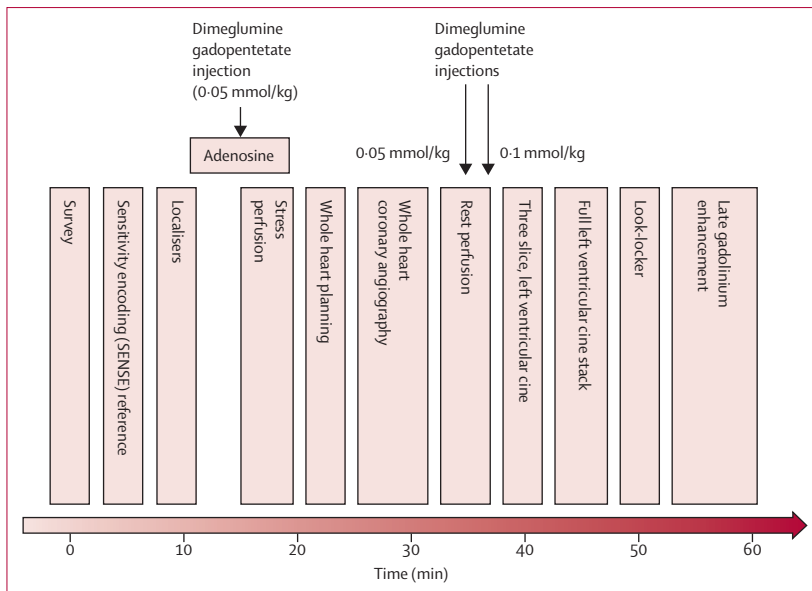 Dimeglumine
gadopentetate
injection
(0·05 mmol/kg)
Dimeglumine
gadopentetate
injections
Adenosine
0·05 mmol/kg
0·1 mmol/kg
Survey
Sensitivity encoding (SENSE) reference
Localisers
Stress
perfusion
Whole heart planning
Whole heart
coronary angiography
Rest perfusion
Three slice, left ventricular cine
Full left ventricular cine stack
Look-locker
Late gadolinium
enhancement
0
10
20
30
40
50
60
Time (min)